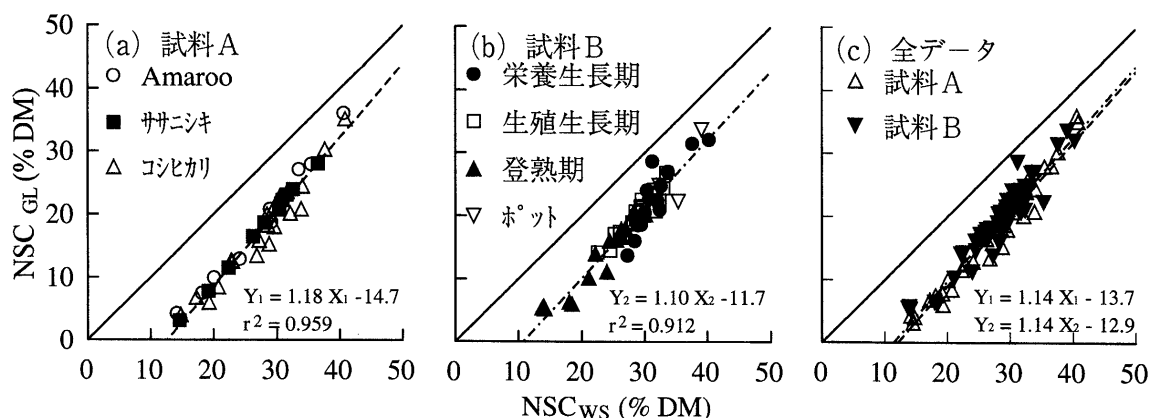 (a) 試料A
○ Amaroo
■ ササニシキ
△ コシヒカリ
Y₁ = 1.18 X₁ -14.7
r² = 0.959
(b) 試料B
● 栄養生長期
□ 生殖生長期
▲ 登熟期
▽ ポット
Y₂ = 1.10 X₂ -11.7
r² = 0.912
(c) 全データ
△ 試料A
▼ 試料B
Y₁ = 1.14 X₁ -13.7
Y₂ = 1.14 X₂ - 12.9
NSC GL (% DM)
50
40
30
20
10
0
0 10 20 30 40 50
0 10 20 30 40 50
0 10 20 30 40 50
NSCWS (% DM)